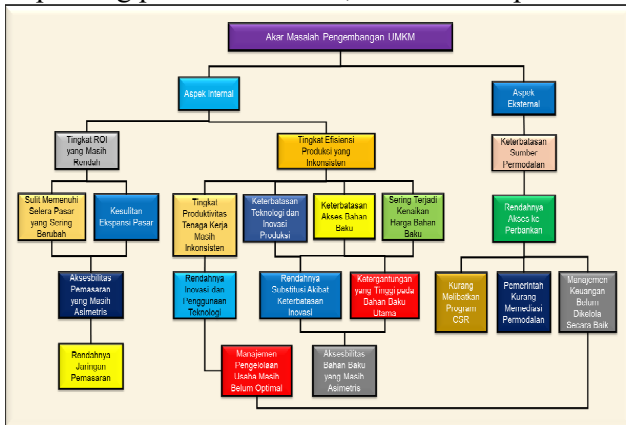 Akar Masalah Pengembangan UMKM
Aspek Internal
Aspek
Eksternal
Tingkat ROI
yang Masih
Rendah
Tingkat Efisiensi
Produksi yang
Inkonsisten
Keterbatasan
Sumber
Permodalan
Sulit Memenuhi
Selera Pasar
yang Sering
Berubah
Kesulitan
Ekspansi Pasar
Tingkat
Produktivitas
Tenaga Kerja
Masih
Inkonsisten
Keterbatasan
Teknologi dan
Inovasi
Produksi
Keterbatasan
Akses Bahan
Baku
Sering Terjadi
Kenaikan
Harga Bahan
Baku
Rendahnya
Akses ke
Perbankan
Aksesbilitas
Pemasaran
yang Masih
Asimetris
Rendahnya
Inovasi dan
Penggunaan
Teknologi
Rendahnya
Substitusi Akibat
Keterbatasan
Inovasi
Ketergantungan
yang Tinggi pada
Bahan Baku
Utama
Kurang
Melibatkan
Program
CSR
Pemerintah
Kurang
Memediasi
Permodalan
Manajemen
Keuangan
Belum
Dikelola
Secara Baik
Rendahnya
Jaringan
Pemasaran
Manajemen
Pengelolaan
Usaha Masih
Belum Optimal
Aksesbilitas
Bahan Baku
yang Masih
Asimetris